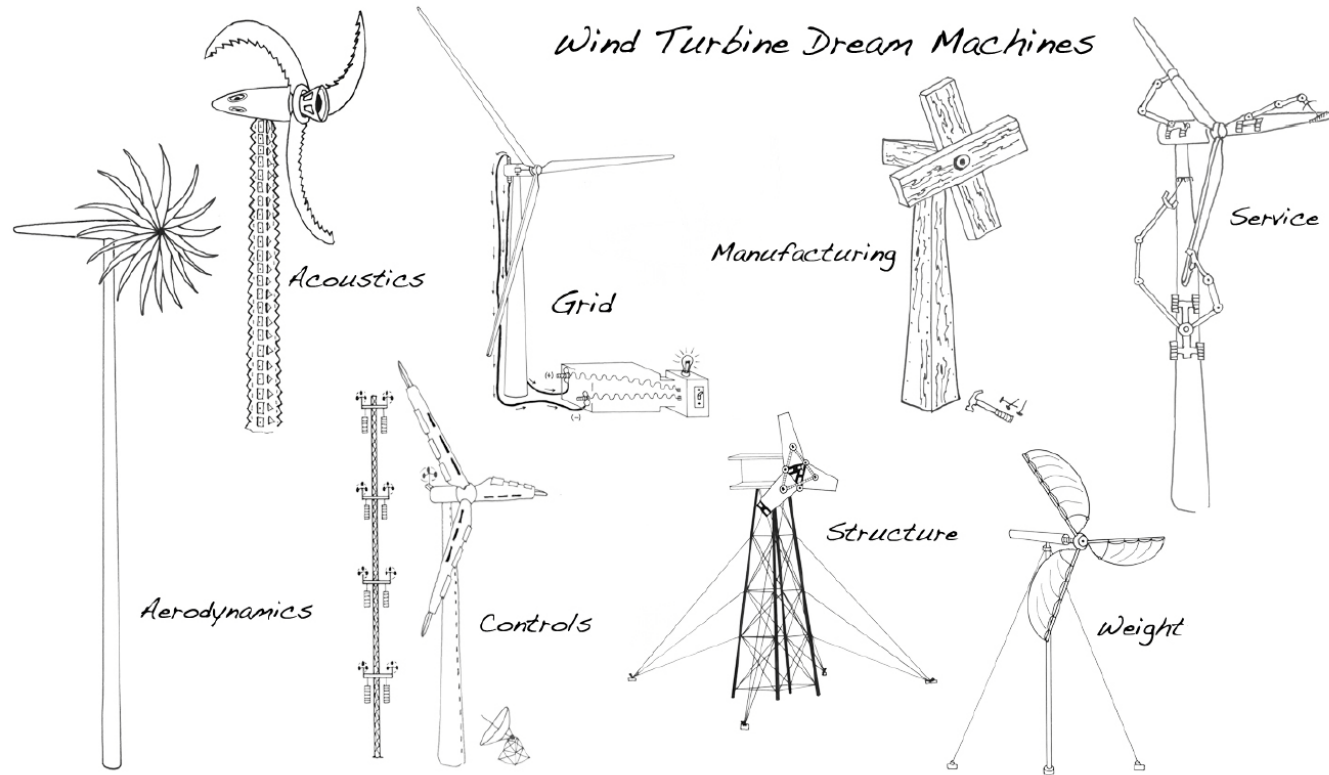 Wind Turbine Dream Machines
Acoustics
Grid
Manufacturing
Service
(+)
(-)
Aerodynamics
Controls
Structure
Weight